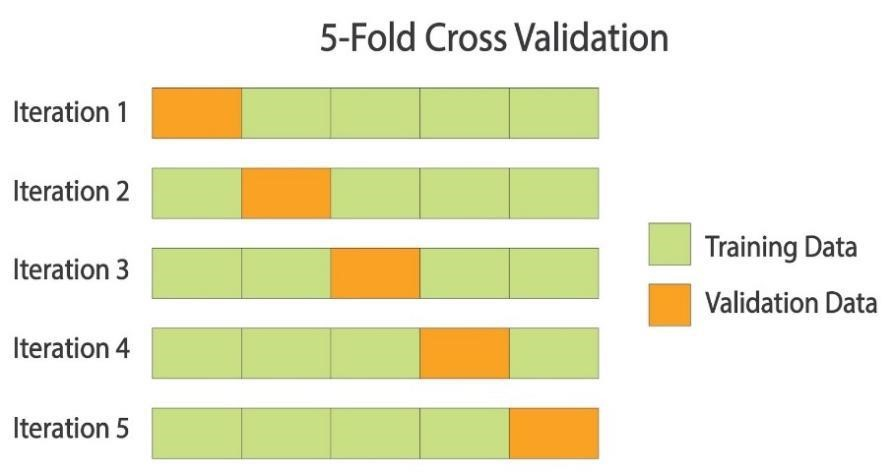 5-Fold Cross Validation
Iteration 1
Iteration 2
Iteration 3
Iteration 4
Iteration 5
Training Data
Validation Data